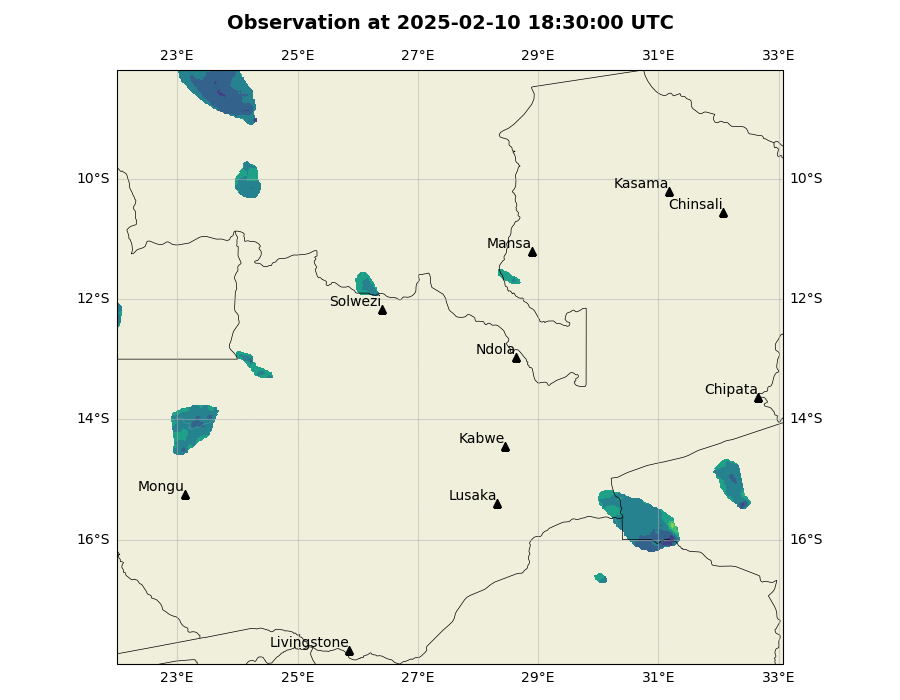 Observation at 2025-02-10 18:30:00 UTC
23°E 25°E 27°E 29°E 31°E 33°E
10°S 10°S
Kasama
Chinsali
Mansa
12°S 12°S
Solwezi
Ndola
Chipata
14°S 14°S
Kabwe
Mongu
Lusaka
16°S 16°S
Livingstone
23°E 25°E 27°E 29°E 31°E 33°E